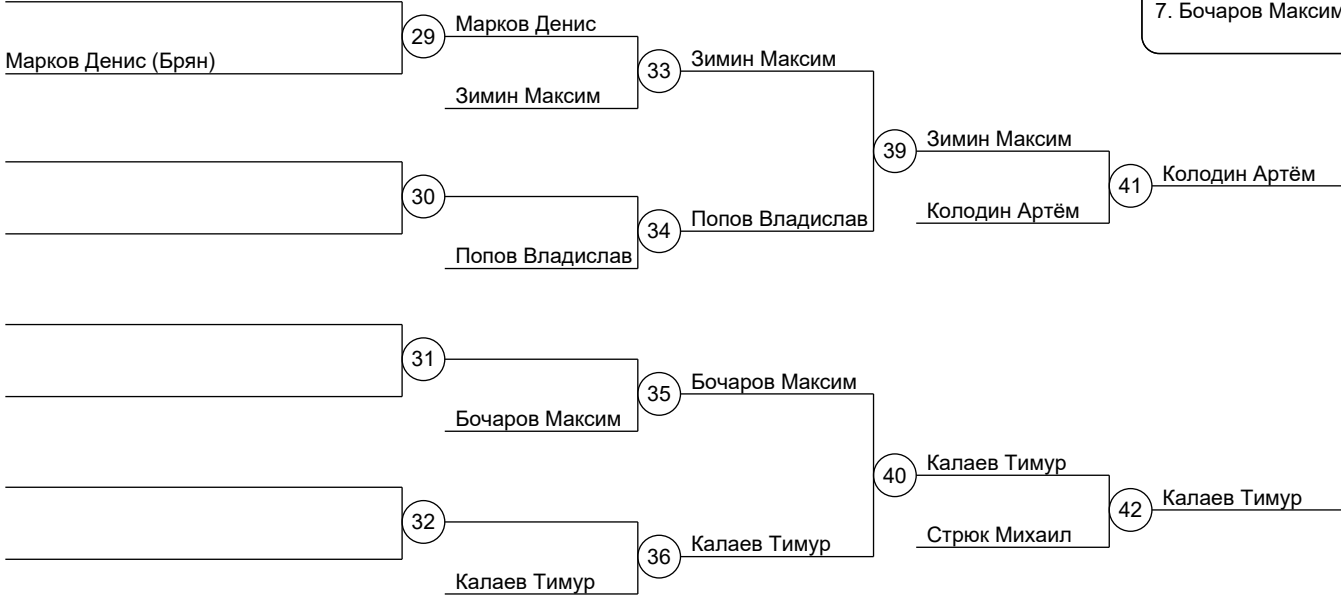 7. Бочаров Максим
29
Марков Денис
Марков Денис (Брян)
Зимин Максим
33
Зимин Максим
39
Зимин Максим
41
Колодин Артём
Колодин Артём
30
34
Попов Владислав
Попов Владислав
31
35
Бочаров Максим
Бочаров Максим
40
Калаев Тимур
42
Калаев Тимур
Стрюк Михаил
32
36
Калаев Тимур
Калаев Тимур